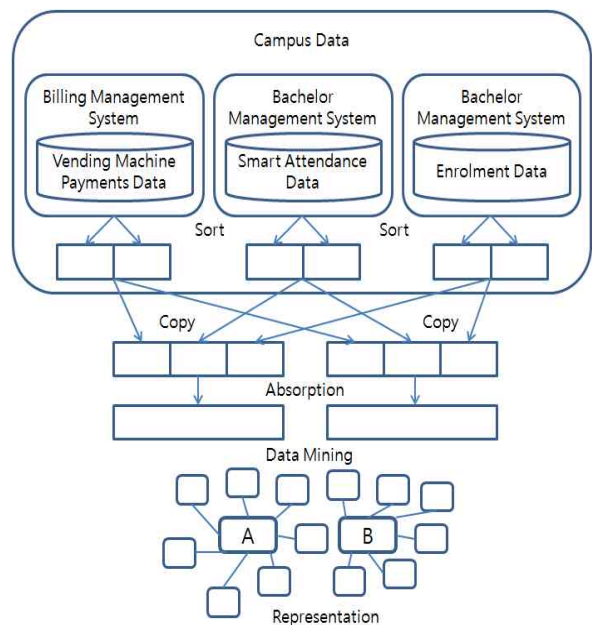 Campus Data
Billing Management
System
Vending Machine
Payments Data
Bachelor
Management System
Smart Attendance
Data
Bachelor
Management System
Enrolment Data
Sort
Sort
Copy
Copy
Absorption
Data Mining
A
B
Representation